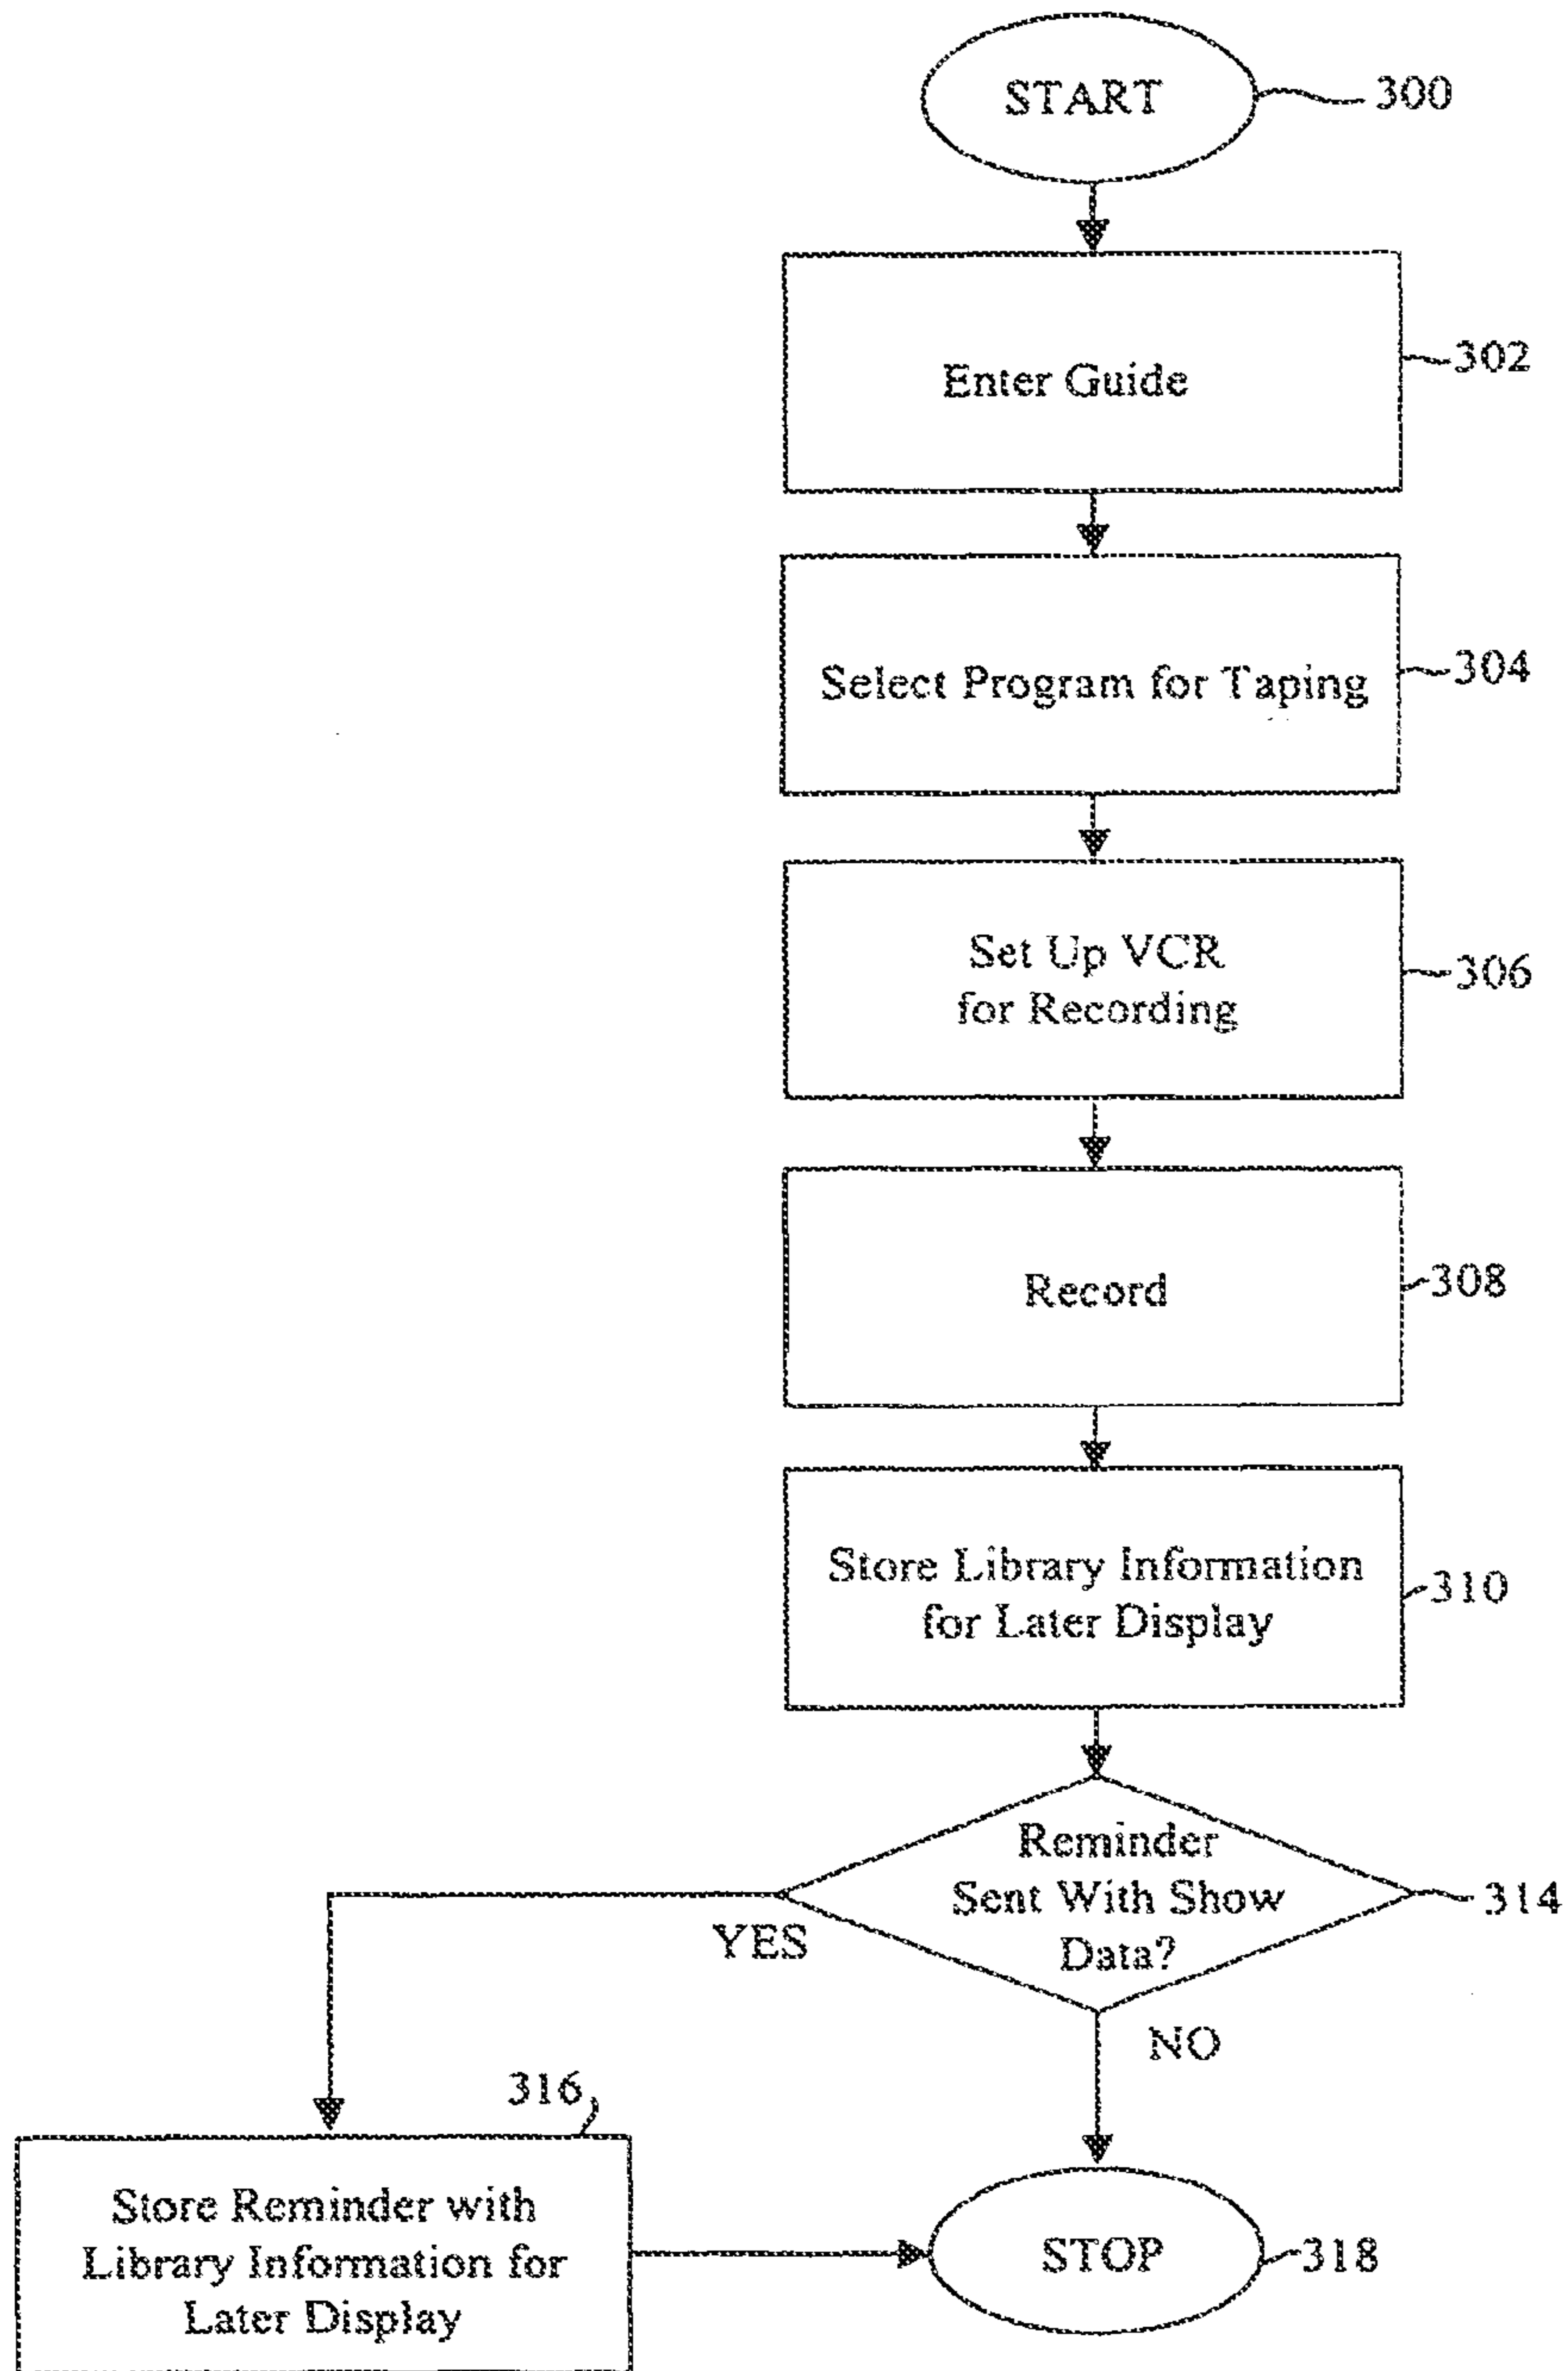 START
300
Enter Guide
302
Select Program for Taping
304
Set Up VCR
for Recording
306
Record
308
Store Library Information
for Later Display
310
Reminder
Sent With Show
Data?
314
YES
NO
316
Store Reminder with
Library Information for
Later Display
STOP
318